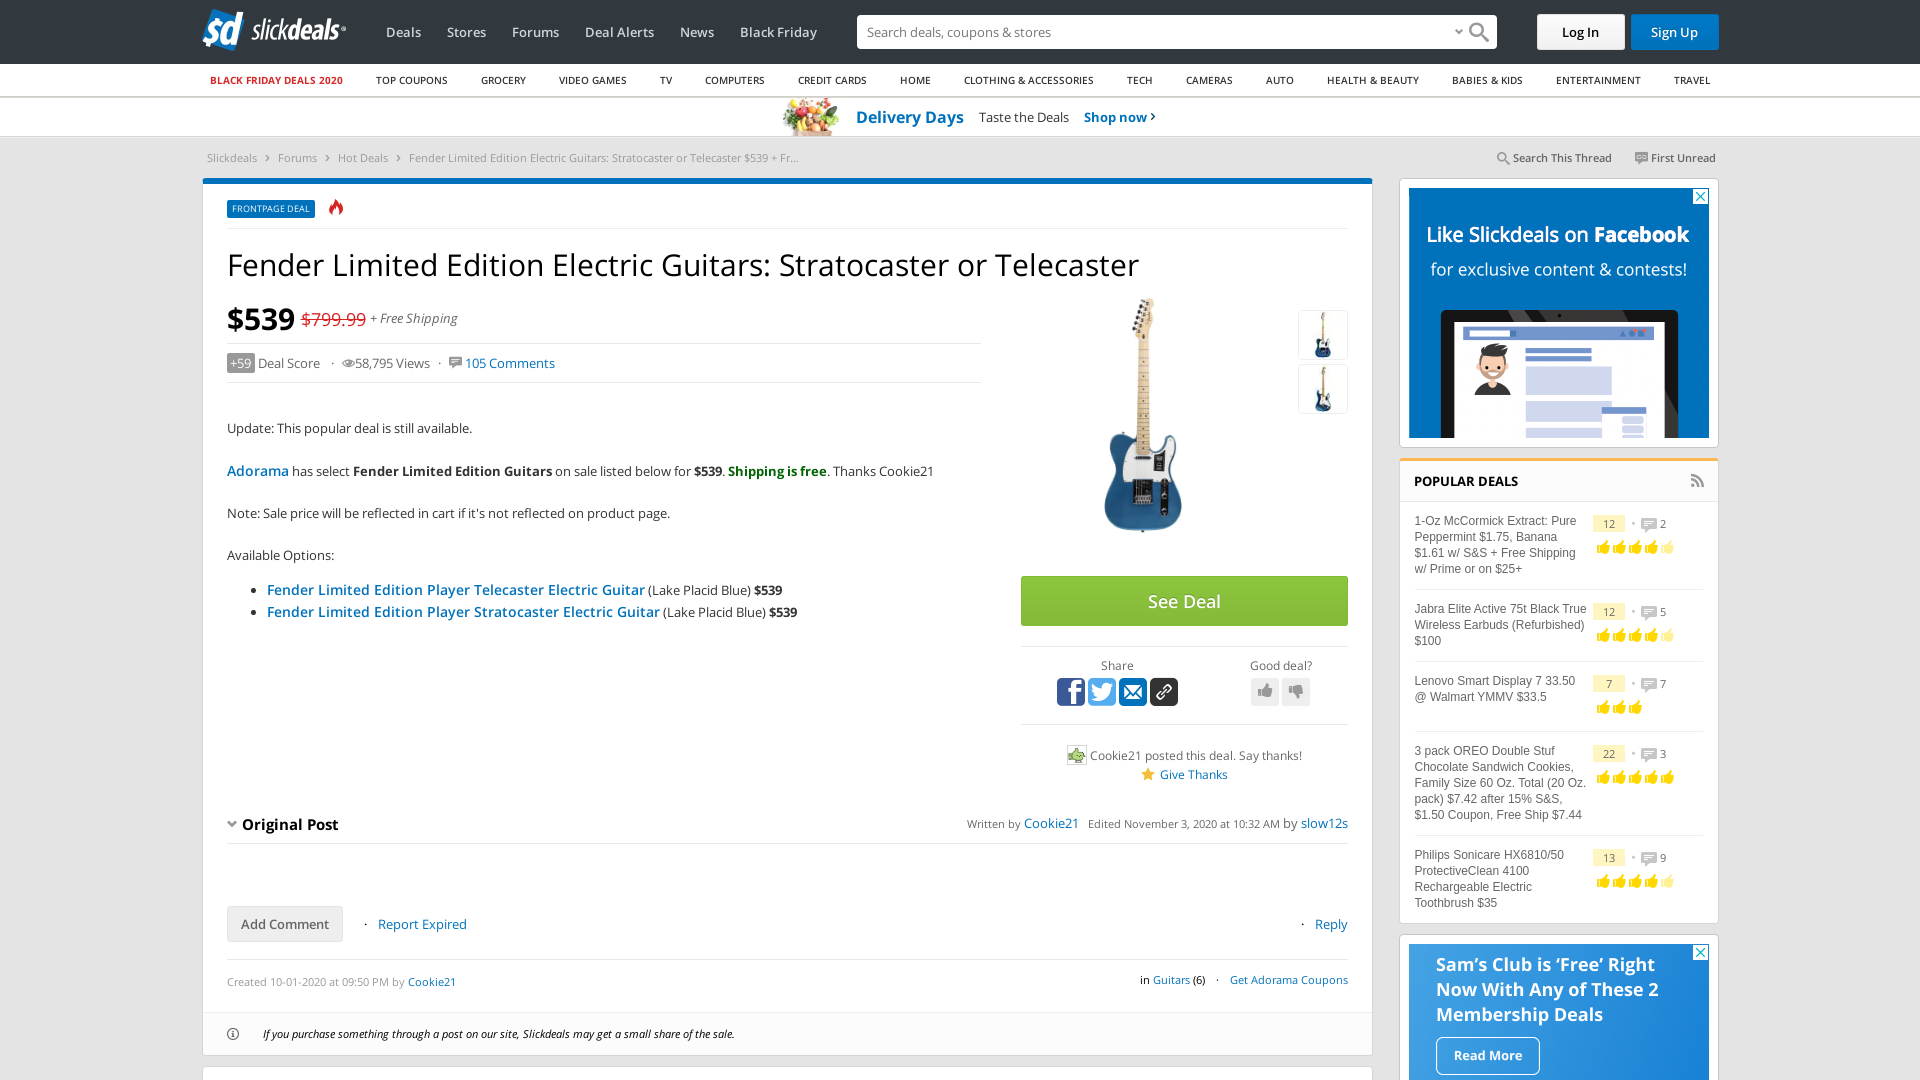 slickdeals
Deals
Stores
Forums
Deal Alerts
News
Black Friday
Search deals, coupons & stores
Log In
Sign Up
BLACK FRIDAY DEALS 2020
TOP COUPONS
GROCERY
VIDEO GAMES
TV
COMPUTERS
CREDIT CARDS
HOME
CLOTHING & ACCESSORIES
TECH
CAMERAS
AUTO
HEALTH & BEAUTY
BABIES & KIDS
ENTERTAINMENT
TRAVEL
Delivery Days Taste the Deals Shop now
Slickdeals > Forums > Hot Deals > Fender Limited Edition Electric Guitars: Stratocaster or Telecaster $539 + Fr...
Search This Thread
First Unread
FRONTPAGE DEAL
Fender Limited Edition Electric Guitars: Stratocaster or Telecaster
$539 $799.99 + Free Shipping
+59 Deal Score · 58,795 Views · 105 Comments
Update: This popular deal is still available.
Adorama has select Fender Limited Edition Guitars on sale listed below for $539. Shipping is free. Thanks Cookie21
Note: Sale price will be reflected in cart if it's not reflected on product page.
Available Options:
Fender Limited Edition Player Telecaster Electric Guitar (Lake Placid Blue) $539
Fender Limited Edition Player Stratocaster Electric Guitar (Lake Placid Blue) $539
See Deal
Share
Good deal?
Cookie21 posted this deal. Say thanks!
Give Thanks
Original Post
Written by Cookie21 Edited November 3, 2020 at 10:32 AM by slow12s
Add Comment
· Report Expired
· Reply
Created 10-01-2020 at 09:50 PM by Cookie21
in Guitars (6) · Get Adorama Coupons
If you purchase something through a post on our site, Slickdeals may get a small share of the sale.
Like Slickdeals on Facebook
for exclusive content & contests!
POPULAR DEALS
1-Oz McCormick Extract: Pure
Peppermint $1.75, Banana
$1.61 w/ S&S + Free Shipping
w/ Prime or on $25+
12 • 2
Jabra Elite Active 75t Black True
Wireless Earbuds (Refurbished)
$100
12 • 5
Lenovo Smart Display 7 33.50
@ Walmart YMMV $33.5
7 • 7
3 pack OREO Double Stuf
Chocolate Sandwich Cookies,
Family Size 60 Oz. Total (20 Oz.
pack) $7.42 after 15% S&S,
$1.50 Coupon, Free Ship $7.44
22 • 3
Philips Sonicare HX6810/50
ProtectiveClean 4100
Rechargeable Electric
Toothbrush $35
13 • 9
Sam's Club is 'Free' Right
Now With Any of These 2
Membership Deals
Read More